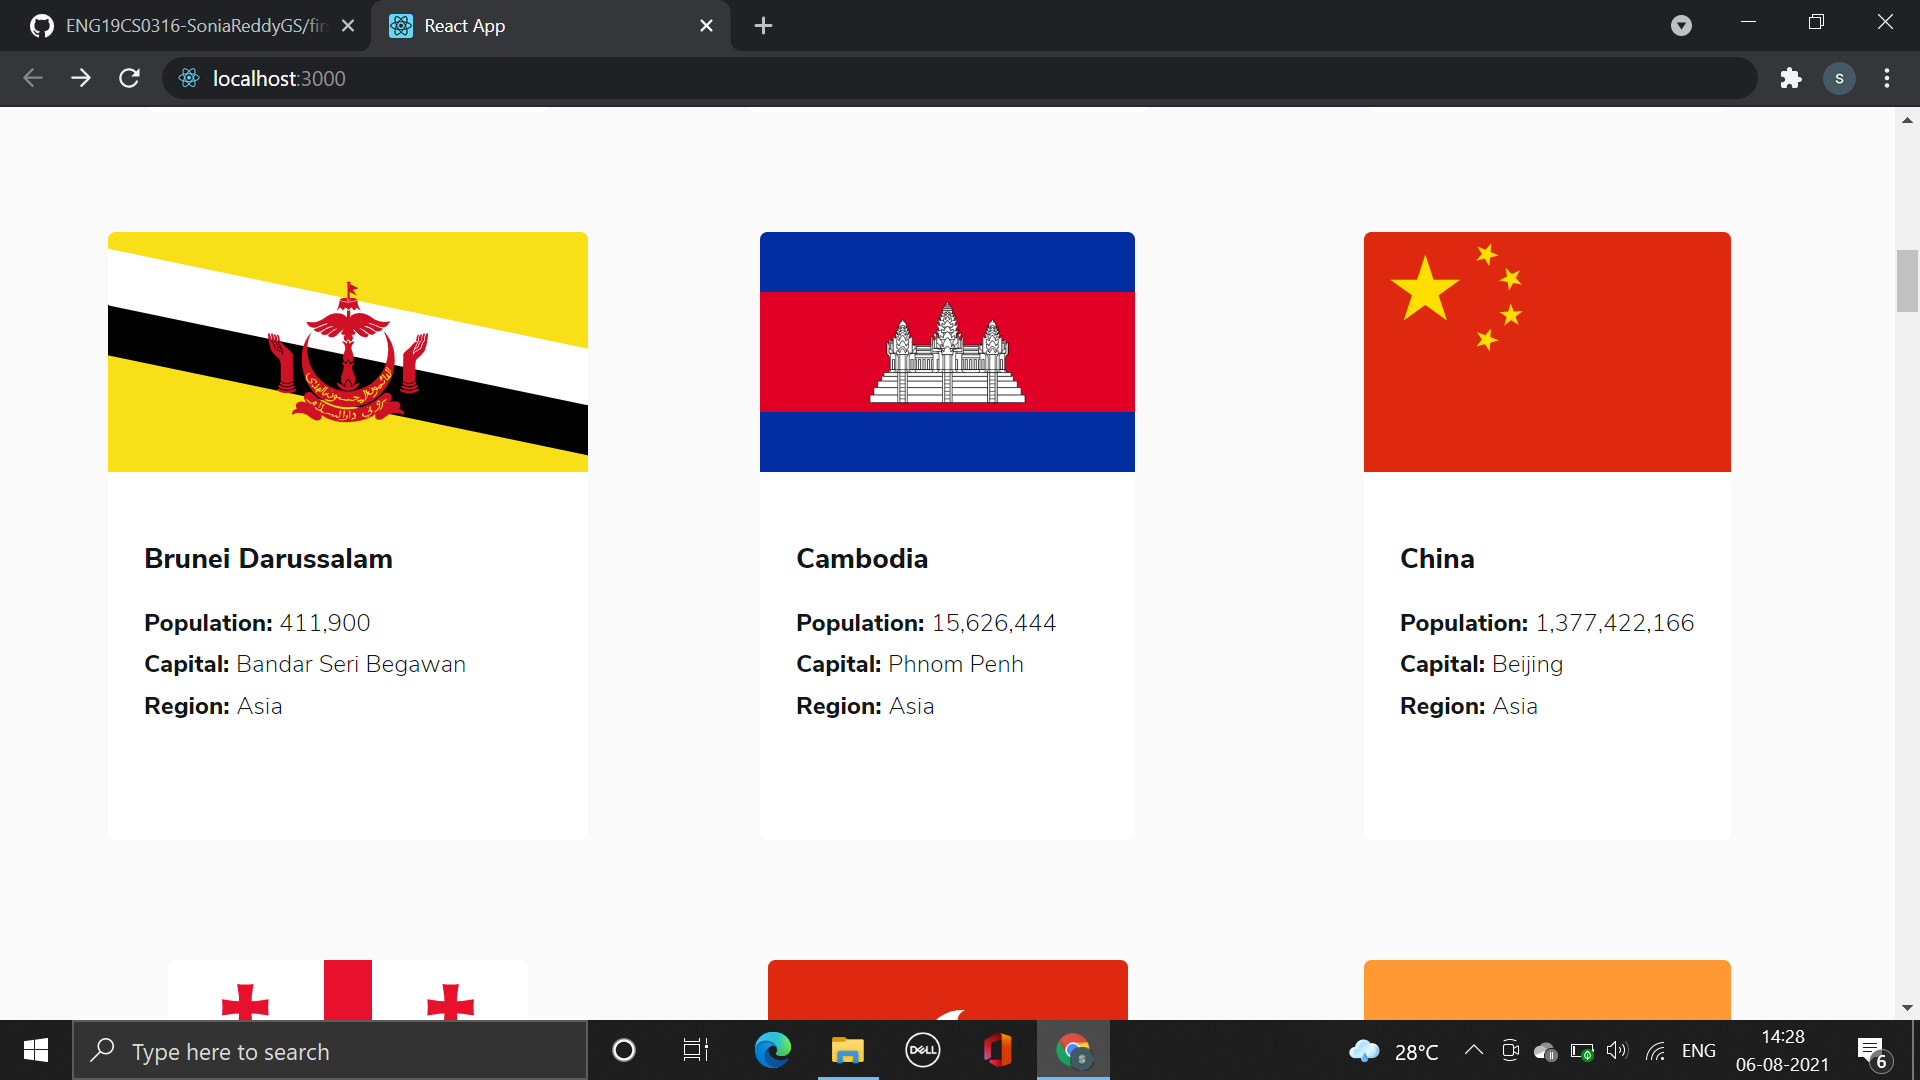 ENG19CS0316-SoniaReddyGS/fir
React App
localhost:3000
S
Brunei Darussalam
Population: 411,900
Capital: Bandar Seri Begawan
Region: Asia
Cambodia
Population: 15,626,444
Capital: Phnom Penh
Region: Asia
China
Population: 1,377,422,166
Capital: Beijing
Region: Asia
Type here to search
DELL
S
28°C
ENG
14:28
06-08-2021
6